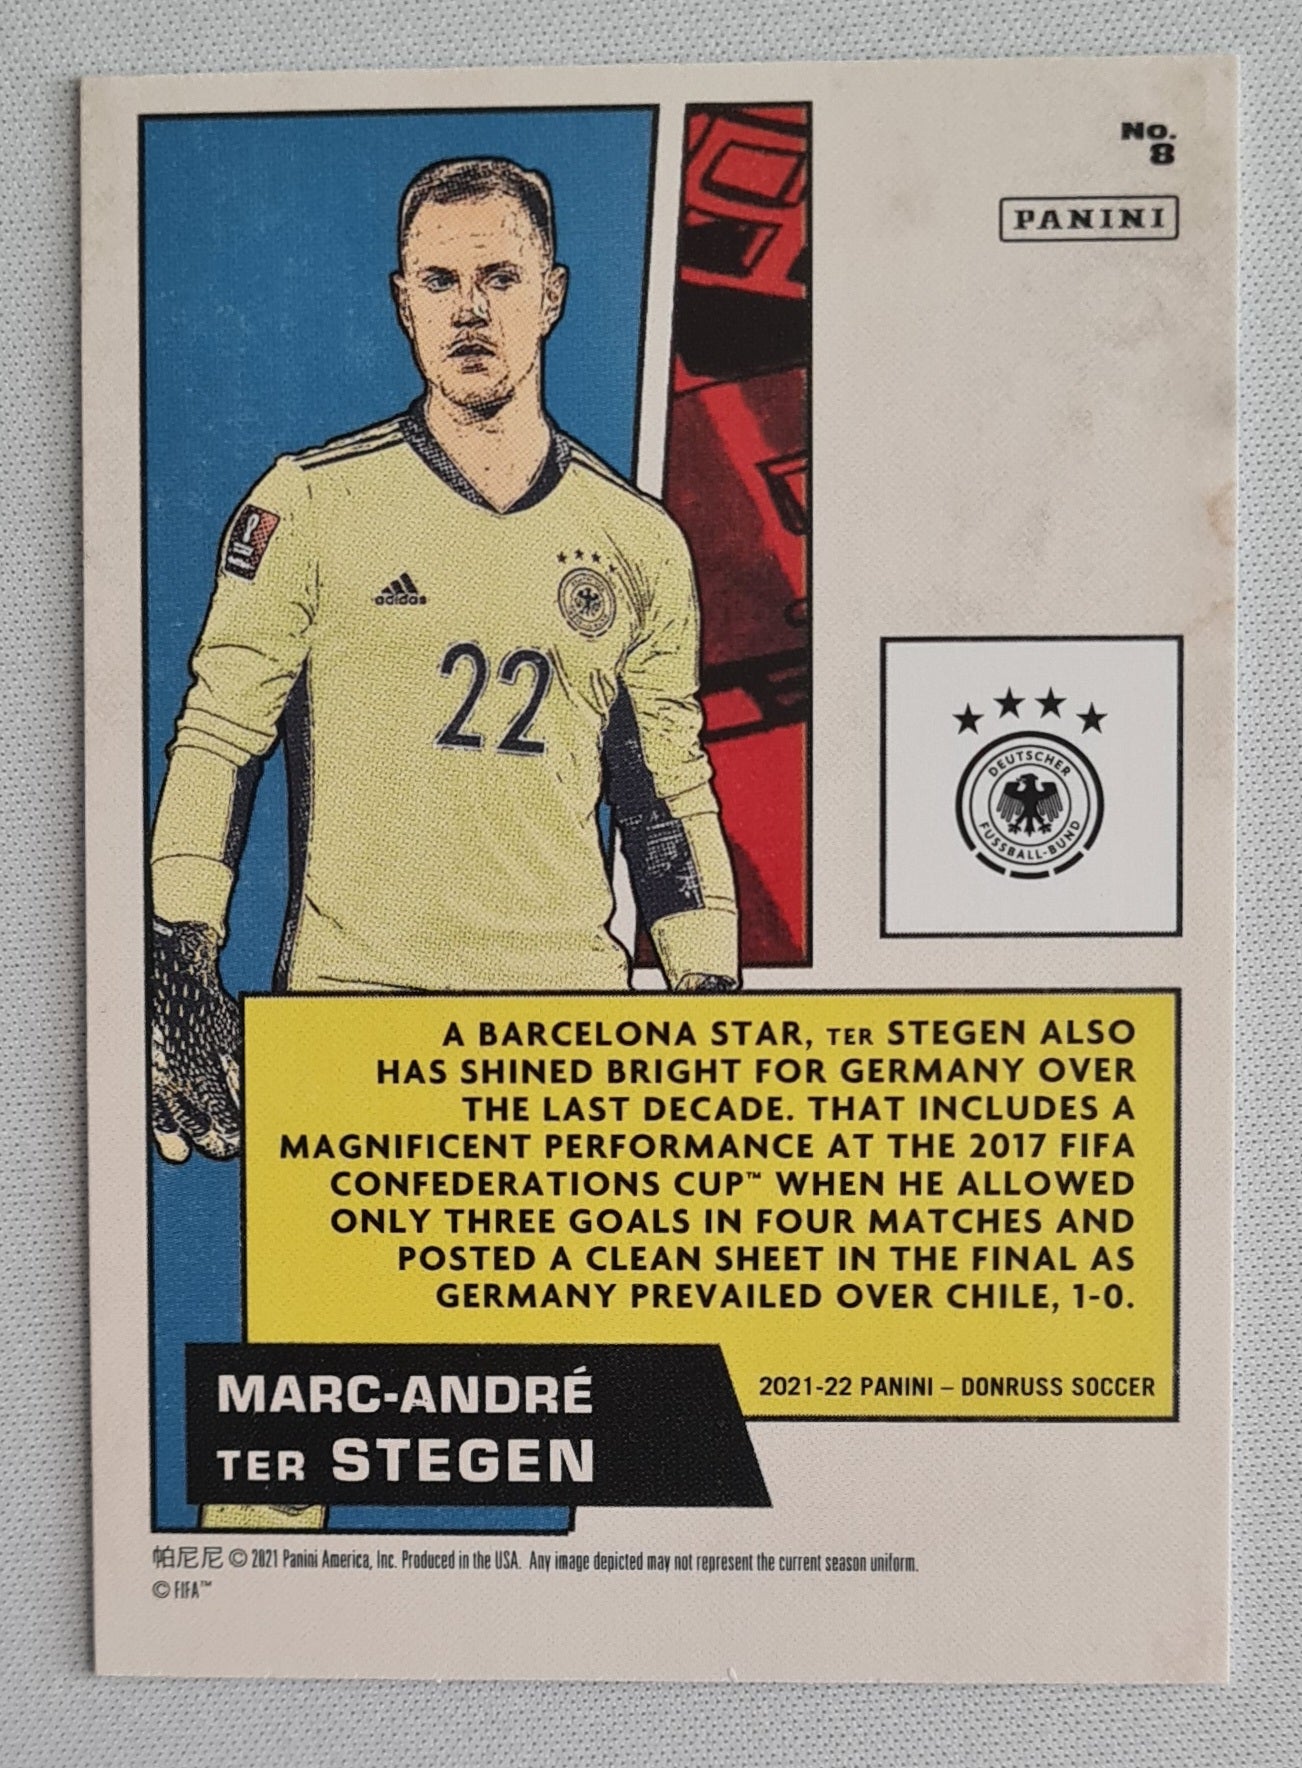 No.
8
PANINI
adidas
22
DEUTSCHER
FUSSBALL-BUND
A BARCELONA STAR, TER STEGEN ALSO
HAS SHINED BRIGHT FOR GERMANY OVER
THE LAST DECADE. THAT INCLUDES A
MAGNIFICENT PERFORMANCE AT THE 2017 FIFA
CONFEDERATIONS CUP™ WHEN HE ALLOWED
ONLY THREE GOALS IN FOUR MATCHES AND
POSTED A CLEAN SHEET IN THE FINAL AS
GERMANY PREVAILED OVER CHILE, 1-0.
2021-22 PANINI – DONRUSS SOCCER
MARC-ANDRÉ
TER STEGEN
帕尼尼 © 2021 Panini America, Inc. Produced in the USA. Any image depicted may not represent the current season uniform.
© FIFA™